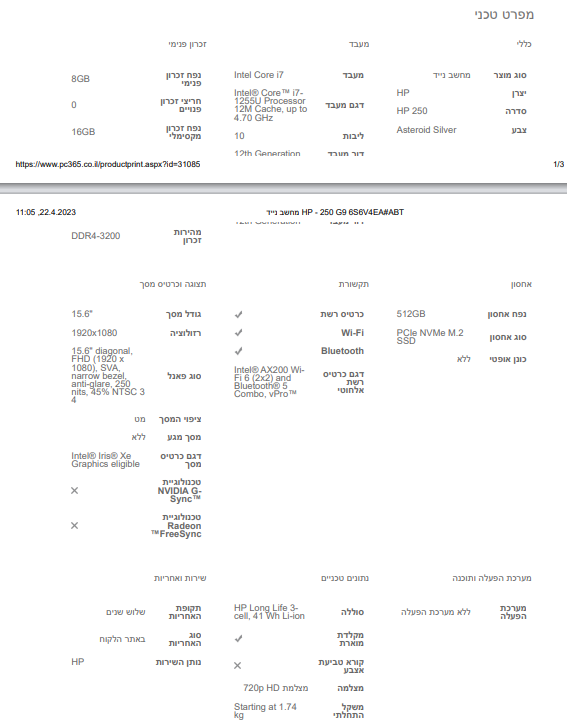 מפרט טכני
כללי
סוג מוצר מחשב נייד
יצרן HP
סדרה HP 250
צבע Asteroid Silver
מעבד
מעבד Intel Core i7
דגם מעבד Intel® Core™ i7-
1255U Processor
12M Cache, up to
4.70 GHz
ליבות 10
דור מעבד 12th Generation
זכרון פנימי
נפח זכרון
פנימי 8GB
חריצי זכרון
פנויים 0
נפח זכרון
מקסימלי 16GB
https://www.pc365.co.il/productprint.aspx?id=31085
1/3
11:05 ,22.4.2023
מחשב נייד HP - 250 G9 6S6V4EA#ABT
דור מעבד 12th Generation
מהירות
זכרון DDR4-3200
אחסון
נפח אחסון 512GB
סוג אחסון PCIe NVMe M.2
SSD
כונן אופטי ללא
תקשורת
כרטיס רשת ✓
Wi-Fi ✓
Bluetooth ✓
דגם כרטיס
רשת
אלחוטי Intel® AX200 Wi-
Fi 6 (2x2) and
Bluetooth® 5
Combo, vPro™
תצוגה וכרטיס מסך
גודל מסך 15.6"
רזולוציה 1920x1080
סוג פאנל 15.6" diagonal,
FHD (1920 x
1080), SVA,
narrow bezel,
anti-glare, 250
nits, 45% NTSC 3
4
ציפוי המסך מט
מסך מגע ללא
דגם כרטיס
מסך Intel® Iris® Xe
Graphics eligible
טכנולוגיית
NVIDIA G-
Sync™ ✕
טכנולוגיית
Radeon
FreeSync™ ✕
מערכת הפעלה ותוכנה
מערכת
הפעלה ללא מערכת הפעלה
נתונים טכניים
סוללה HP Long Life 3-
cell, 41 Wh Li-ion
מקלדת
מוארת ✓
קורא טביעת
אצבע ✕
מצלמה מצלמת 720p HD
משקל
התחלתי Starting at 1.74
kg
שירות ואחריות
תקופת
האחריות שלוש שנים
סוג
האחריות באתר הלקוח
נותן השירות HP